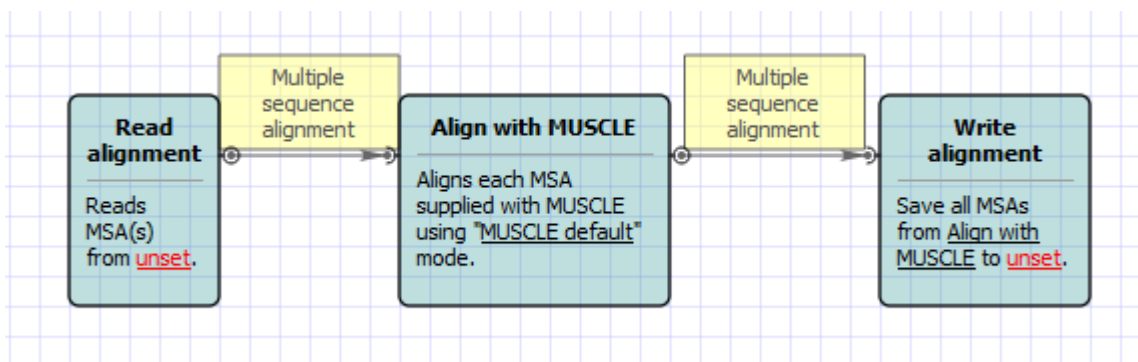 Read
alignment
Reads
MSA(s)
from unset.
Multiple
sequence
alignment
Align with MUSCLE
Aligns each MSA
supplied with MUSCLE
using "MUSCLE default"
mode.
Multiple
sequence
alignment
Write
alignment
Save all MSAs
from Align with
MUSCLE to unset.